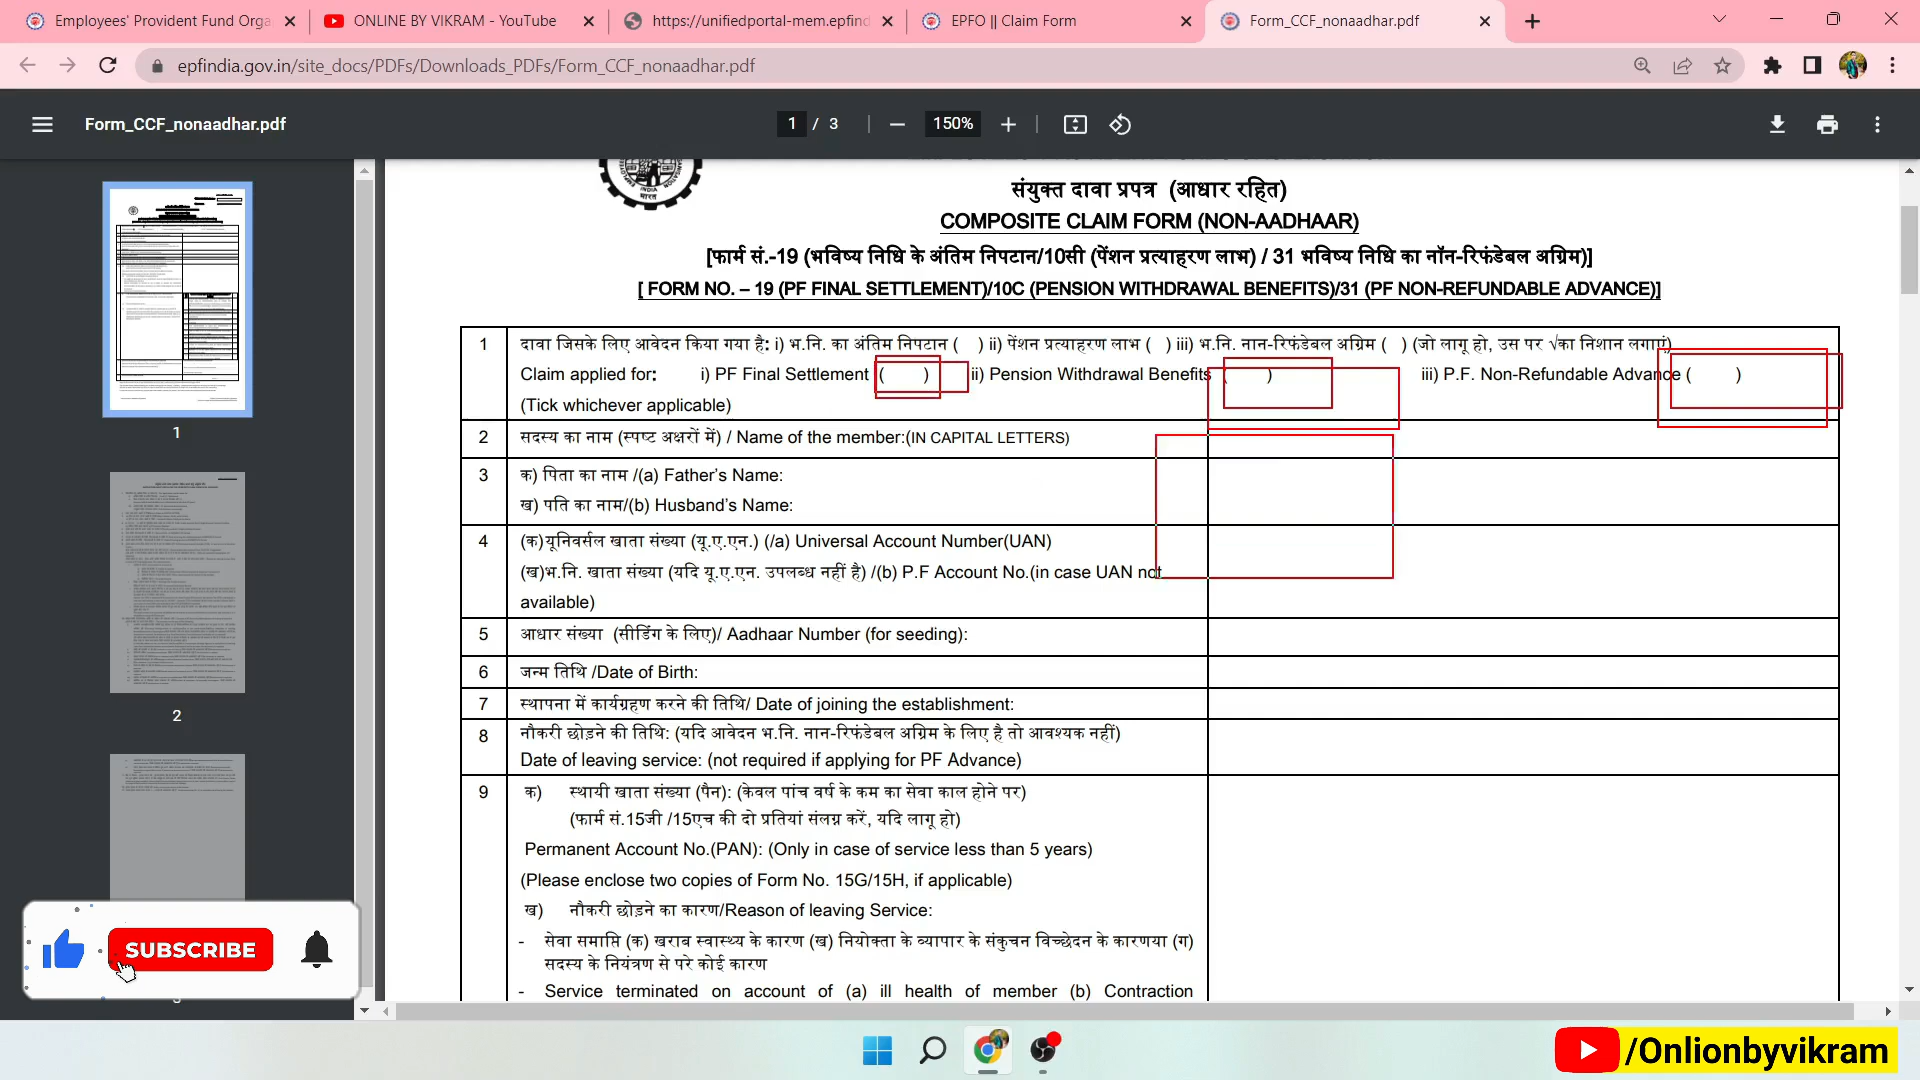 Employees' Provident Fund Orga
ONLINE BY VIKRAM - YouTube
https://unifiedportal-mem.epfind
EPFO || Claim Form
Form_CCF_nonaadhar.pdf
epfindia.gov.in/site_docs/PDFs/Downloads_PDFs/Form_CCF_nonaadhar.pdf
Form_CCF_nonaadhar.pdf
1 / 3
150%
संयुक्त दावा प्रपत्र (आधार रहित)
COMPOSITE CLAIM FORM (NON-AADHAAR)
[फार्म सं.-19 (भविष्य निधि के अंतिम निपटान/10सी (पेंशन प्रत्याहरण लाभ) / 31 भविष्य निधि का नॉन-रिफंडेबल अग्रिम)]
[ FORM NO. – 19 (PF FINAL SETTLEMENT)/10C (PENSION WITHDRAWAL BENEFITS)/31 (PF NON-REFUNDABLE ADVANCE)]
1 दावा जिसके लिए आवेदन किया गया है: i) भ.नि. का अंतिम निपटान ( ) ii) पेंशन प्रत्याहरण लाभ ( ) iii) भ.नि. नान-रिफंडेबल अग्रिम ( ) (जो लागू हो, उस पर √का निशान लगाएं)
Claim applied for: i) PF Final Settlement ( ) ii) Pension Withdrawal Benefits ( ) iii) P.F. Non-Refundable Advance ( )
(Tick whichever applicable)
2 सदस्य का नाम (स्पष्ट अक्षरों में) / Name of the member:(IN CAPITAL LETTERS)
3 क) पिता का नाम /(a) Father's Name:
ख) पति का नाम/(b) Husband's Name:
4 (क)यूनिवर्सल खाता संख्या (यू.ए.एन.) (/a) Universal Account Number(UAN)
(ख)भ.नि. खाता संख्या (यदि यू.ए.एन. उपलब्ध नहीं है) /(b) P.F Account No.(in case UAN not
available)
5 आधार संख्या (सीडिंग के लिए)/ Aadhaar Number (for seeding):
6 जन्म तिथि /Date of Birth:
7 स्थापना में कार्यग्रहण करने की तिथि/ Date of joining the establishment:
8 नौकरी छोड़ने की तिथि: (यदि आवेदन भ.नि. नान-रिफंडेबल अग्रिम के लिए है तो आवश्यक नहीं)
Date of leaving service: (not required if applying for PF Advance)
9 क) स्थायी खाता संख्या (पैन): (केवल पांच वर्ष के कम का सेवा काल होने पर)
(फार्म सं.15जी /15एच की दो प्रतियां संलग्न करें, यदि लागू हो)
Permanent Account No.(PAN): (Only in case of service less than 5 years)
(Please enclose two copies of Form No. 15G/15H, if applicable)
ख) नौकरी छोड़ने का कारण/Reason of leaving Service:
- सेवा समाप्ति (क) खराब स्वास्थ्य के कारण (ख) नियोक्ता के व्यापार के संकुचन विच्छेदन के कारणया (ग)
सदस्य के नियंत्रण से परे कोई कारण
- Service terminated on account of (a) ill health of member (b) Contraction
1
2
SUBSCRIBE
/Onlionbyvikram